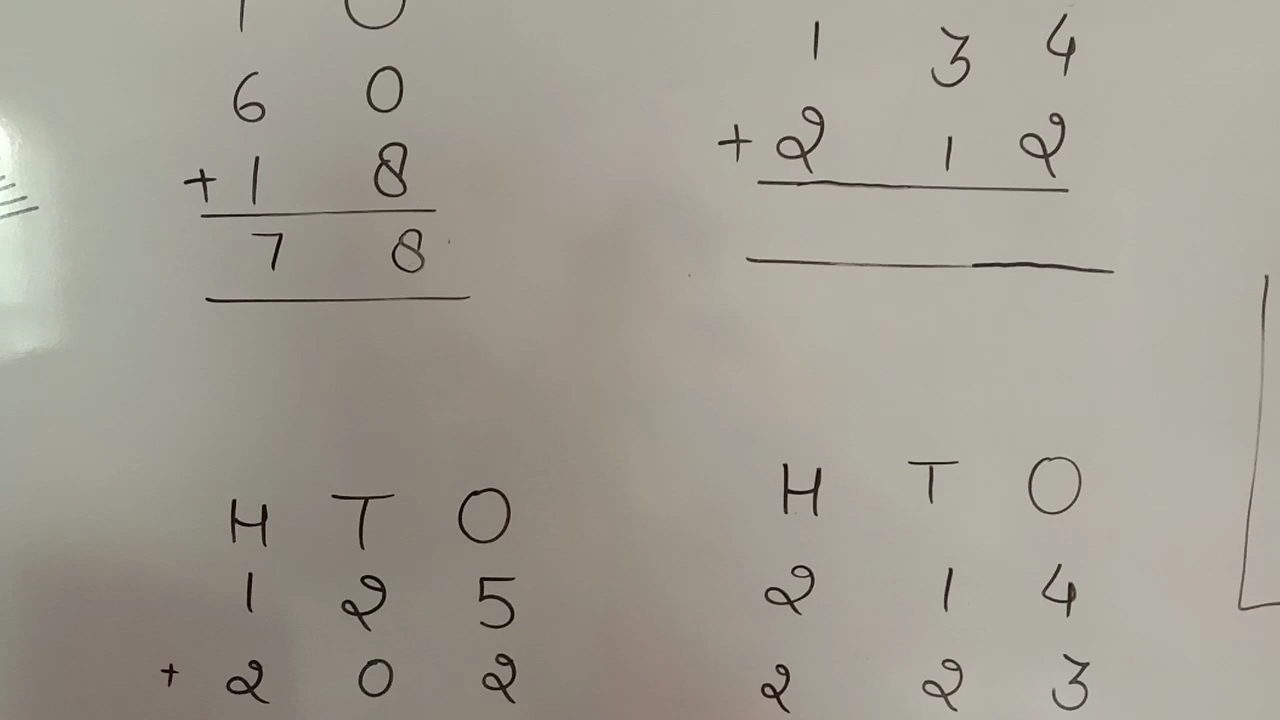 T O
6 0
+ 1 8
7 8
1 3 4
+ 2 1 2
H T O
1 2 5
+ 2 0 2
H T O
2 1 4
2 2 3